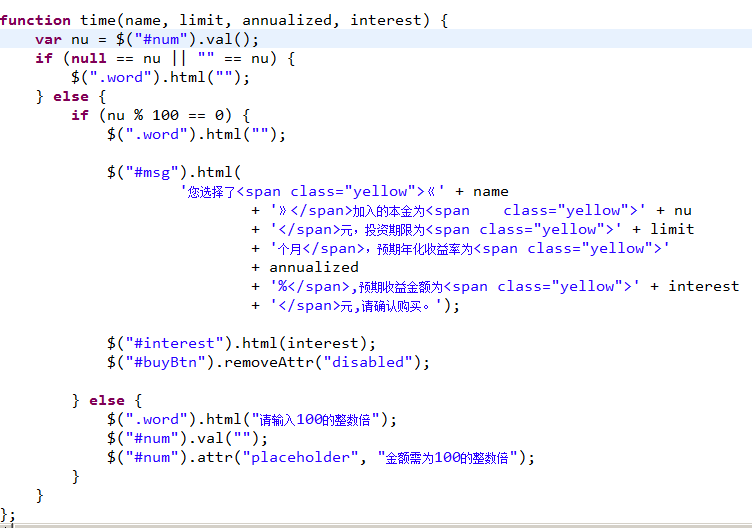 function time(name, limit, annualized, interest) {
    var nu = $("#num").val();
    if (null == nu || "" == nu) {
        $(".word").html("");
    } else {
        if (nu % 100 == 0) {
            $(".word").html("");
            $("#msg").html(
                    '您选择了<span class="yellow">《' + name
                            + '》</span>加入的本金为<span    class="yellow">' + nu
                            + '</span>元，投资期限为<span class="yellow">' + limit
                            + '个月</span>，预期年化收益率为<span class="yellow">'
                            + annualized
                            + '%</span>,预期收益金额为<span class="yellow">' + interest
                            + '</span>元,请确认购买。');
            $("#interest").html(interest);
            $("#buyBtn").removeAttr("disabled");
        } else {
            $(".word").html("请输入100的整数倍");
            $("#num").val("");
            $("#num").attr("placeholder", "金额需为100的整数倍");
        }
    }
};